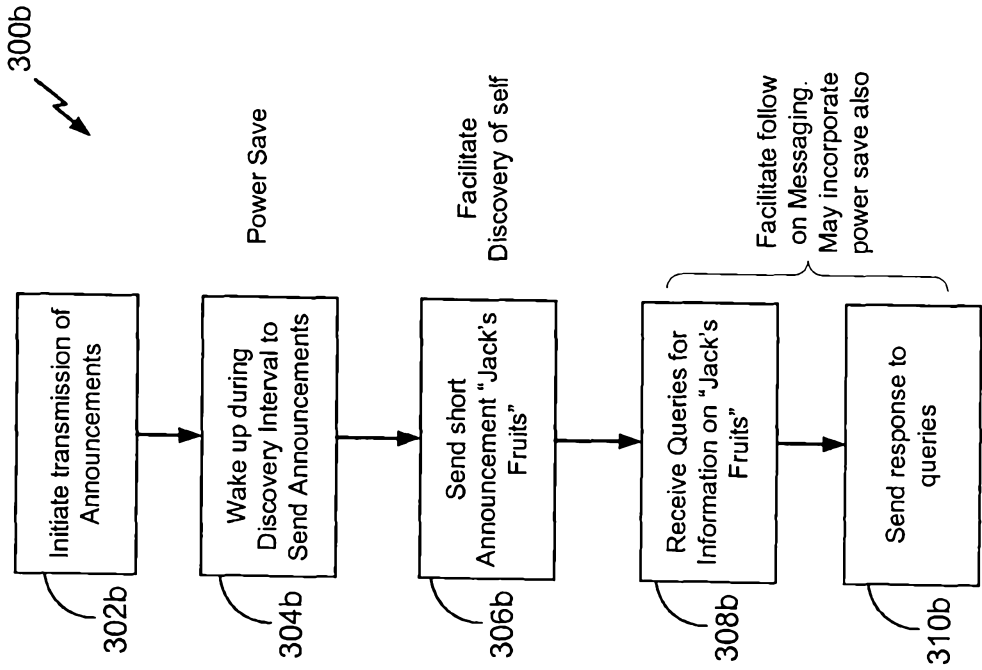 300b
Initiate transmission of
Announcements
302b
Wake up during
Discovery Interval to
Send Announcements
304b
Power Save
Send short
Announcement “Jack’s
Fruits”
306b
Facilitate
Discovery of self
Receive Queries for
Information on “Jack’s
Fruits”
308b
Send response to
queries
310b
Facilitate follow
on Messaging.
May incorporate
power save also